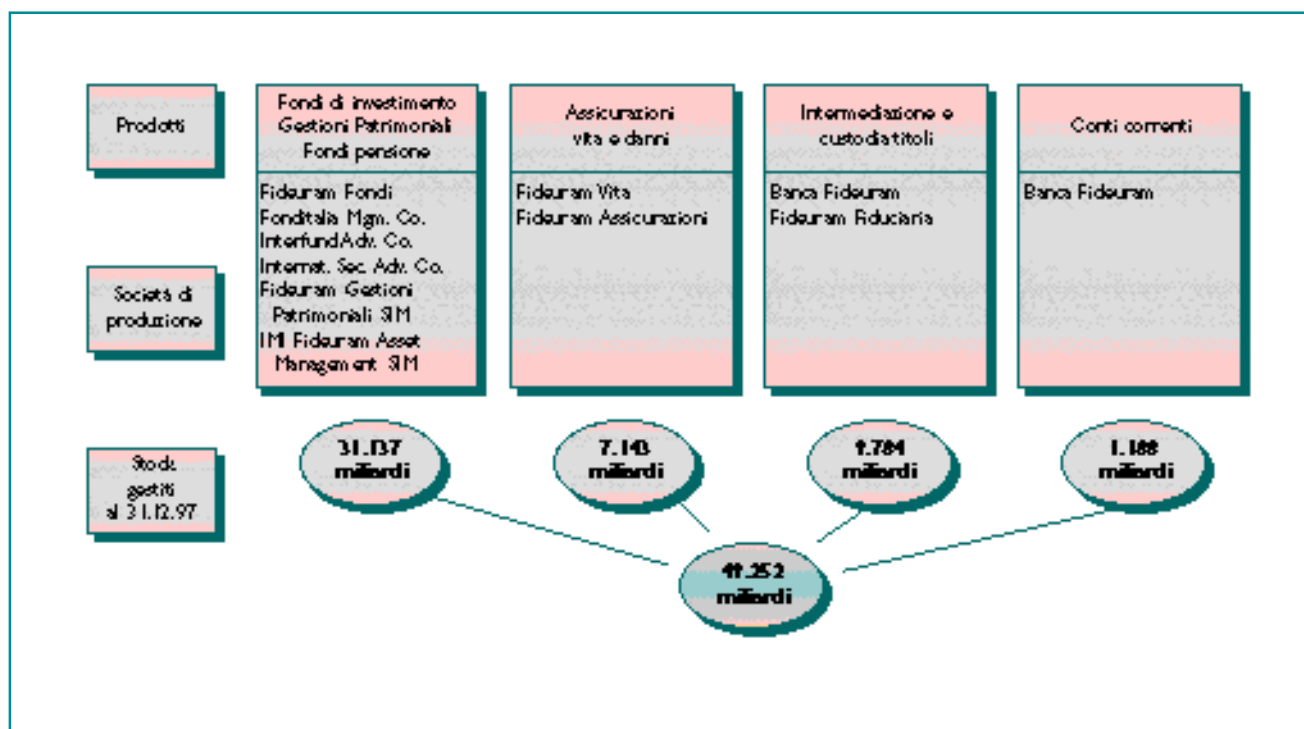 Prodotti
Fondi di investimento
Gestioni Patrimoniali
Fondi pensione
Assicurazioni
vita e danni
Intermediazione e
custodia titoli
Conti correnti
Società di
produzione
Fideuram Fondi
Fonditalia Mgm. Co.
Interfund Adv. Co.
Internat. Sec. Adv. Co.
Fideuram Gestioni
Patrimoniali SIM
IMI Fideuram Asset
Management SIM
Fideuram Vita
Fideuram Assicurazioni
Banca Fideuram
Fideuram Fiduciaria
Banca Fideuram
Stock
gestiti
al 31.12.97
31.137
miliardi
7.143
miliardi
9.784
miliardi
1.188
miliardi
49.252
miliardi